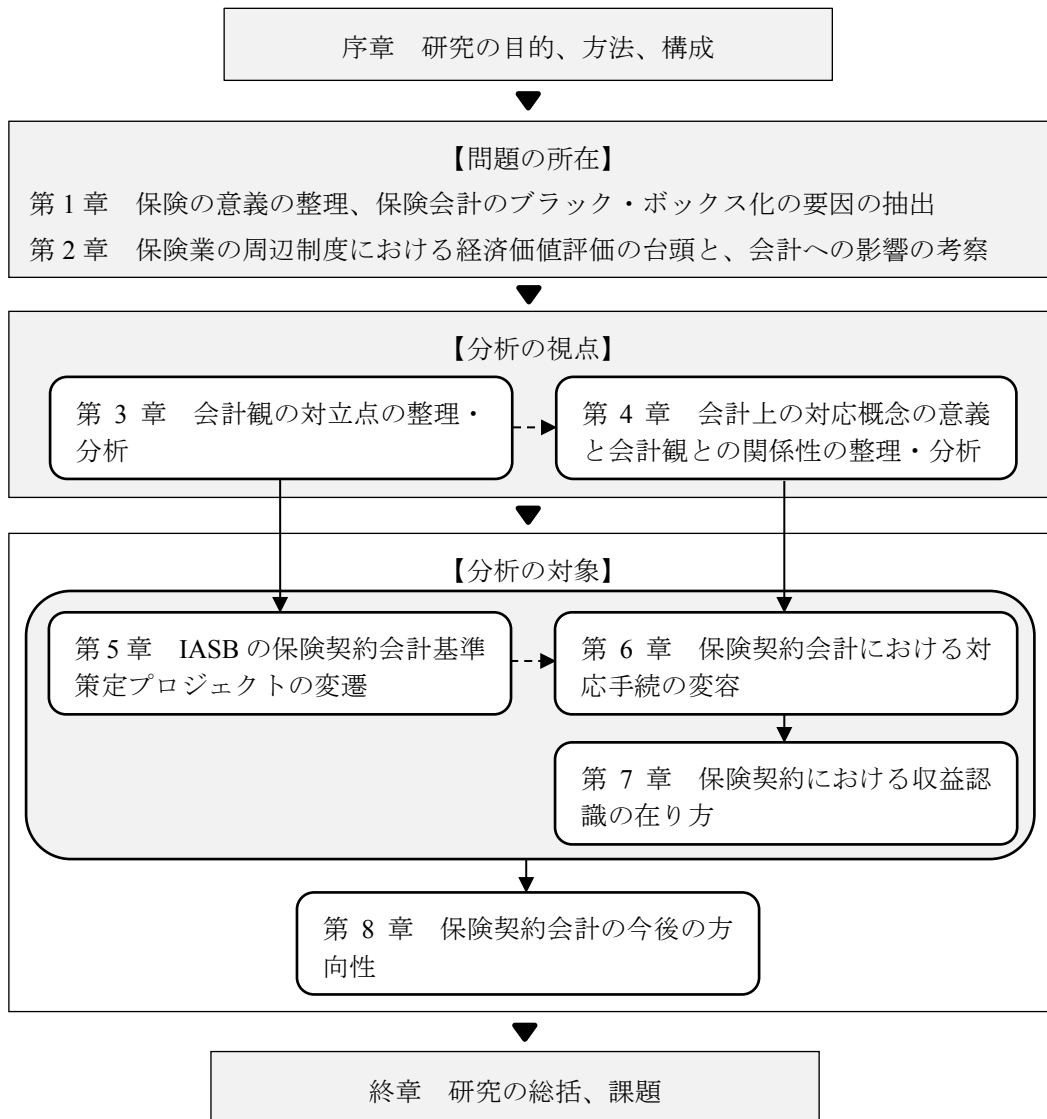 序章　研究の目的、方法、構成
【問題の所在】
第 1 章　保険の意義の整理、保険会計のブラック・ボックス化の要因の抽出
第 2 章　保険業の周辺制度における経済価値評価の台頭と、会計への影響の考察
【分析の視点】
第 3 章　会計観の対立点の整理・
分析
第 4 章　会計上の対応概念の意義
と会計観との関係性の整理・分析
【分析の対象】
第 5 章　IASB の保険契約会計基準
策定プロジェクトの変遷
第 6 章　保険契約会計における対
応手続の変容
第 7 章　保険契約における収益認
識の在り方
第 8 章　保険契約会計の今後の方
向性
終章　研究の総括、課題